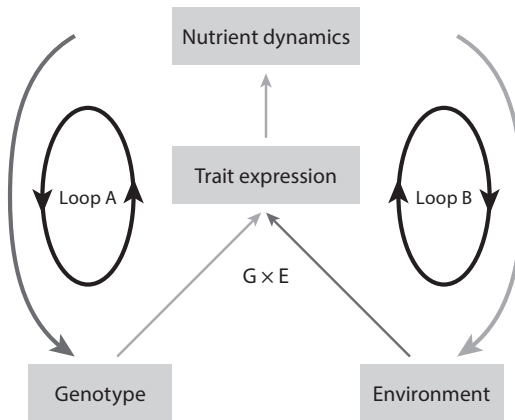 Nutrient dynamics
Trait expression
Loop A
Loop B
G × E
Genotype
Environment